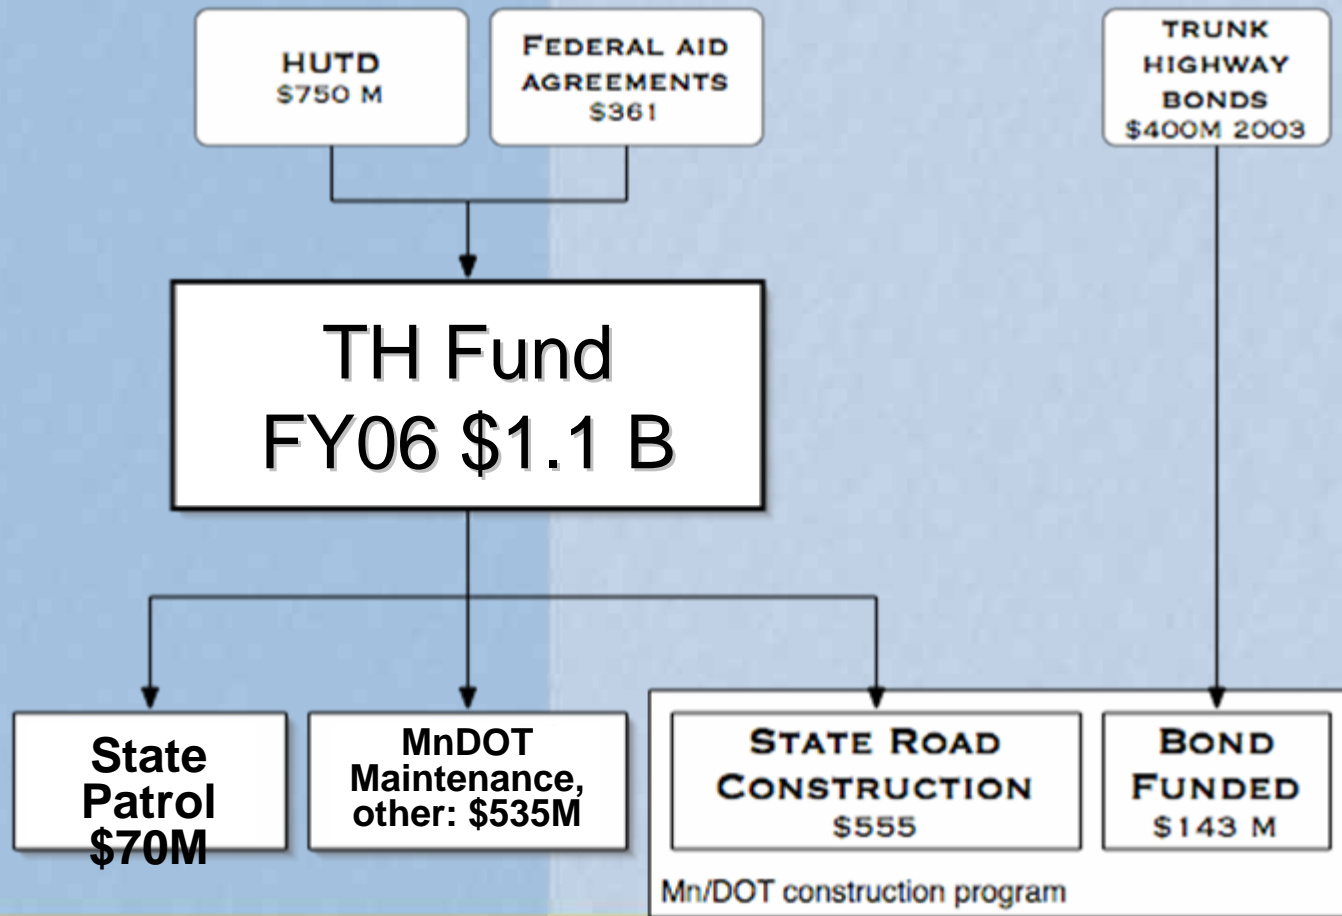 HUTD
$750 M
FEDERAL AID
AGREEMENTS
$361
TRUNK
HIGHWAY
BONDS
$400M 2003
TH Fund
FY06 $1.1 B
State
Patrol
$70M
MnDOT
Maintenance,
other: $535M
STATE ROAD
CONSTRUCTION
$555
BOND
FUNDED
$143 M
Mn/DOT construction program